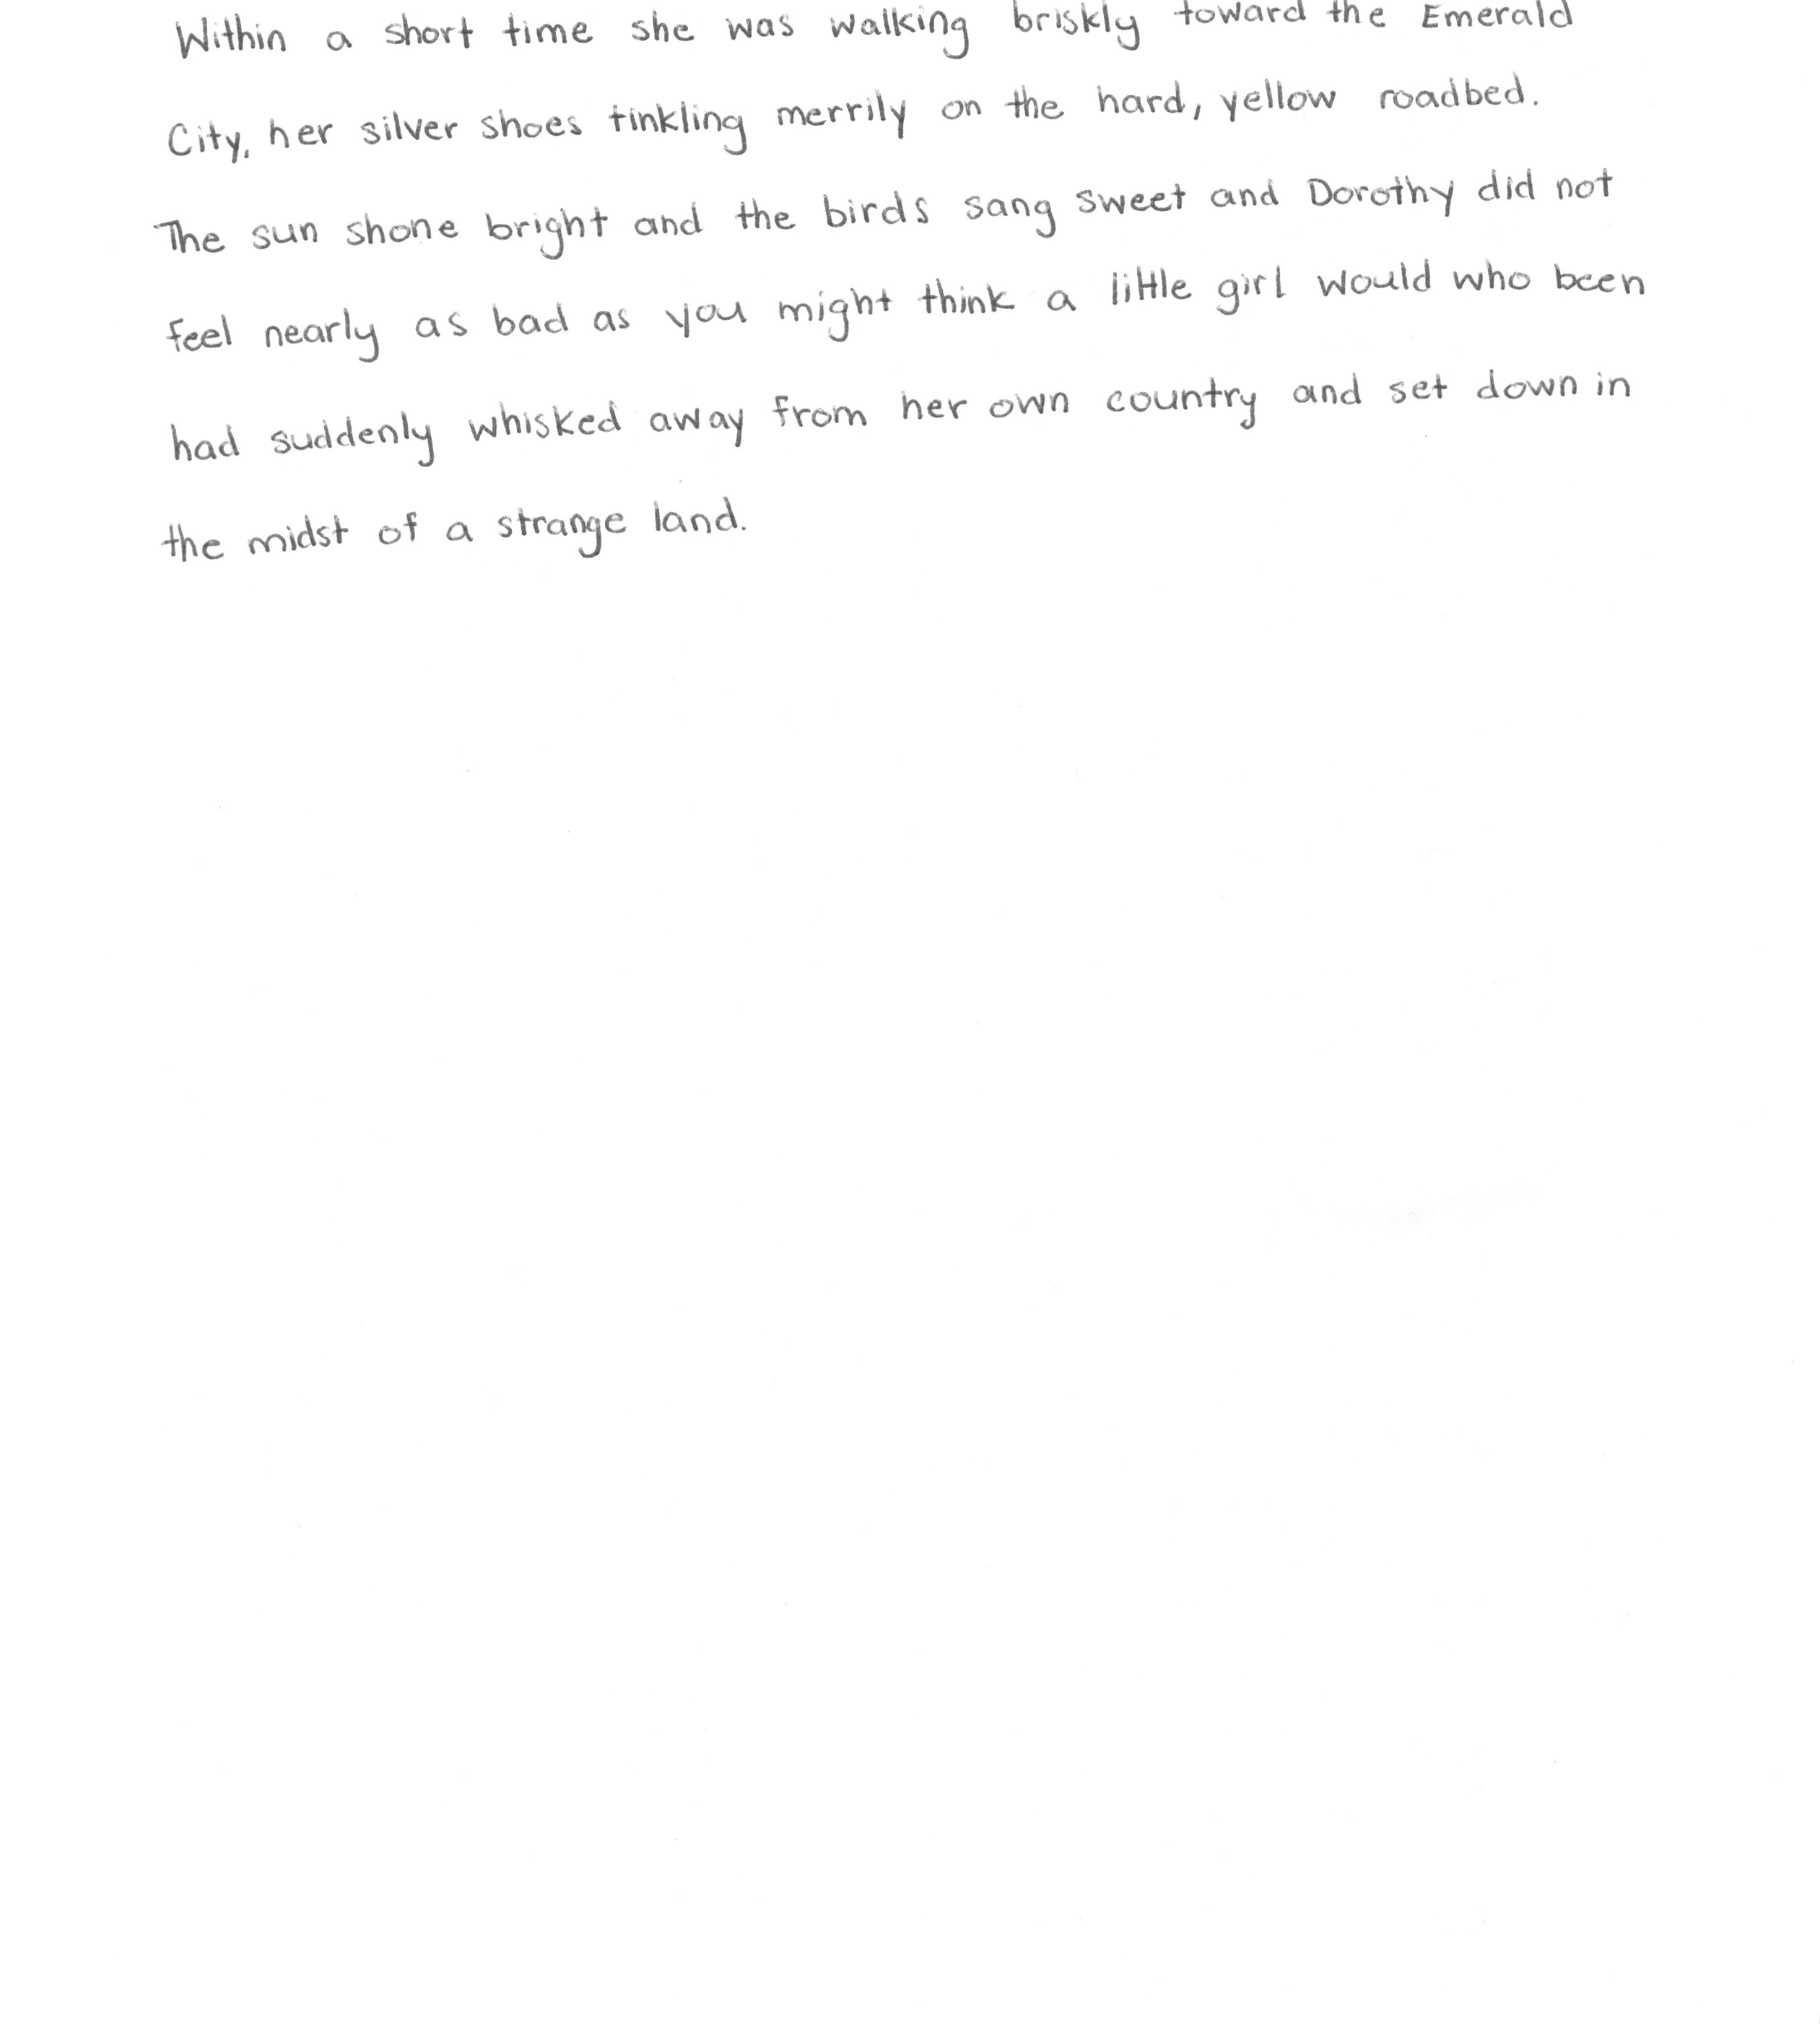 Within a short time she was walking briskly toward the Emerald
City, her silver shoes tinkling merrily on the hard, yellow roadbed.
The sun shone bright and the birds sang sweet and Dorothy did not
feel nearly as bad as you might think a little girl would who been
had suddenly whisked away from her own country and set down in
the midst of a strange land.